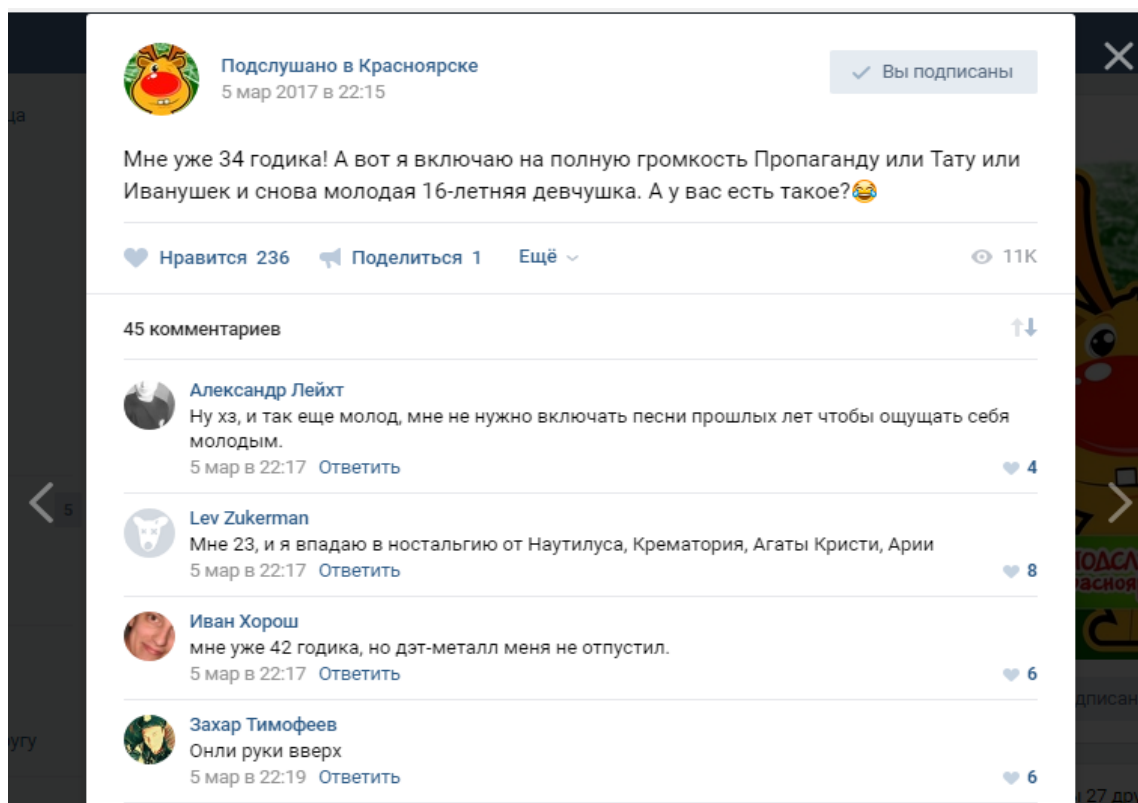 Подслушано в Красноярске
5 мар 2017 в 22:15
Вы подписаны
Мне уже 34 годика! А вот я включаю на полную громкость Пропаганду или Тату или
Иванушек и снова молодая 16-летняя девчушка. А у вас есть такое?😂
Нравится 236 Поделиться 1 Ещё
11K
45 комментариев
Александр Лейхт
Ну хз, и так еще молод, мне не нужно включать песни прошлых лет чтобы ощущать себя
молодым.
5 мар в 22:17 Ответить
4
Lev Zukerman
Мне 23, и я впадаю в ностальгию от Наутилуса, Крематория, Агаты Кристи, Арии
5 мар в 22:17 Ответить
8
Иван Хорош
мне уже 42 годика, но дэт-металл меня не отпустил.
5 мар в 22:17 Ответить
6
Захар Тимофеев
Онли руки вверх
5 мар в 22:19 Ответить
6
5